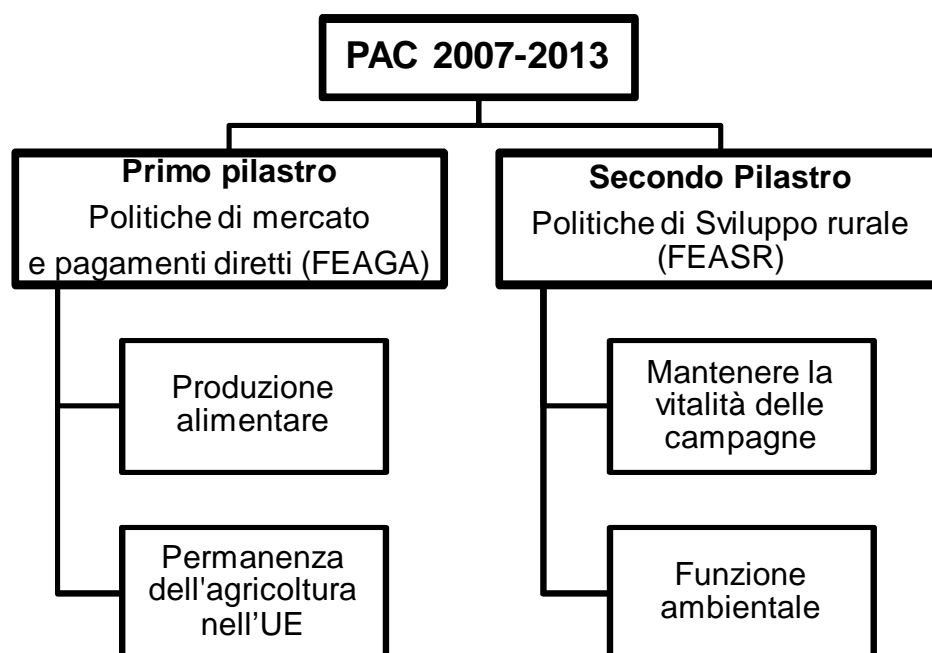 PAC 2007-2013
Primo pilastro
Politiche di mercato
e pagamenti diretti (FEAGA)
Secondo Pilastro
Politiche di Sviluppo rurale
(FEASR)
Produzione
alimentare
Mantenere la
vitalità delle
campagne
Permanenza
dell'agricoltura
nell’UE
Funzione
ambientale